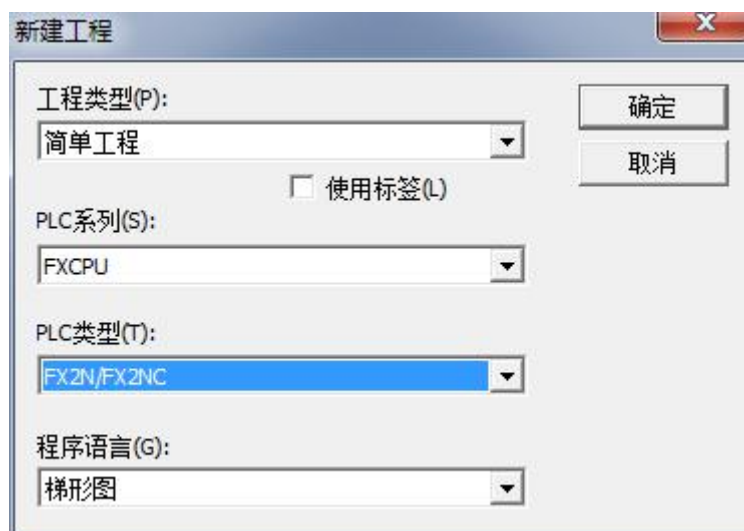 新建工程
工程类型(P):
确定
简单工程
取消
使用标签(L)
PLC系列(S):
FXCPU
PLC类型(T):
FX2N/FX2NC
程序语言(G):
梯形图